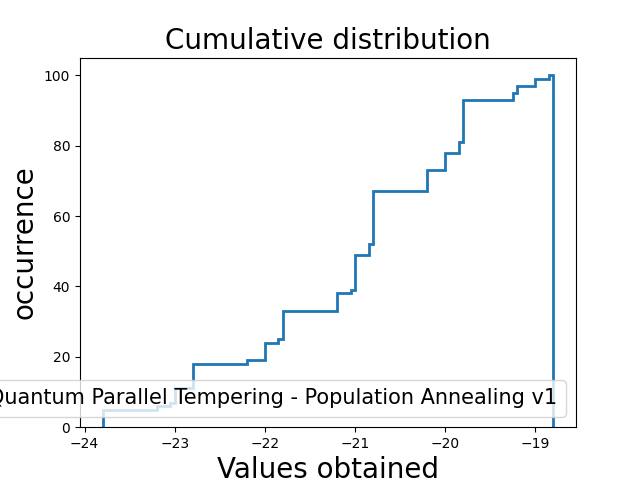 Cumulative distribution
100
80
60
40
20
0
occurrence
Quantum Parallel Tempering - Population Annealing v1
−24 −23 −22 −21 −20 −19
Values obtained